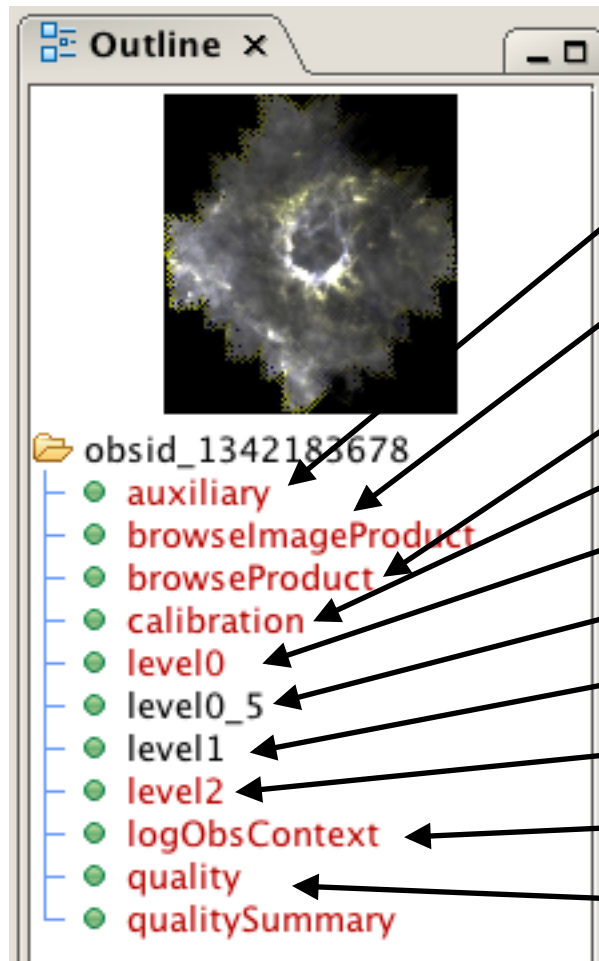 Outline
obsid_1342183678
auxiliary
browseImageProduct
browseProduct
calibration
level0
level0_5
level1
level2
logObsContext
quality
qualitySummary